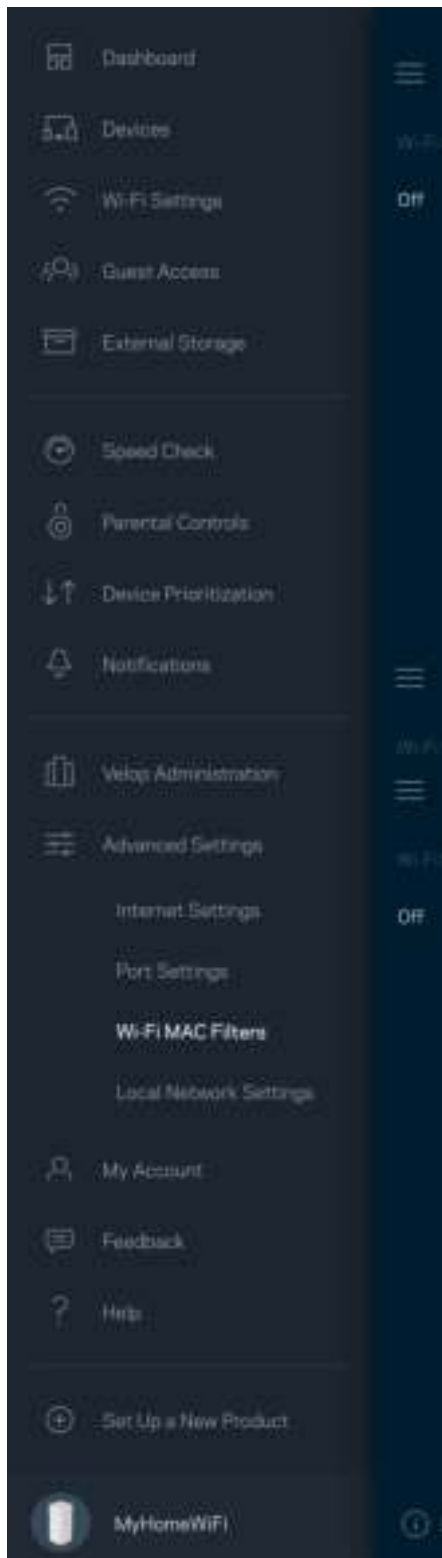 Dashboard
Devices
Wi-Fi Settings
Off
Guest Access
External Storage
Speed Check
Parental Controls
Device Prioritization
Notifications
Velop Administration
Advanced Settings
Internet Settings
Off
Port Settings
Wi-Fi MAC Filters
Local Network Settings
My Account
Feedback
Help
Set Up a New Product
MyHomeWiFi